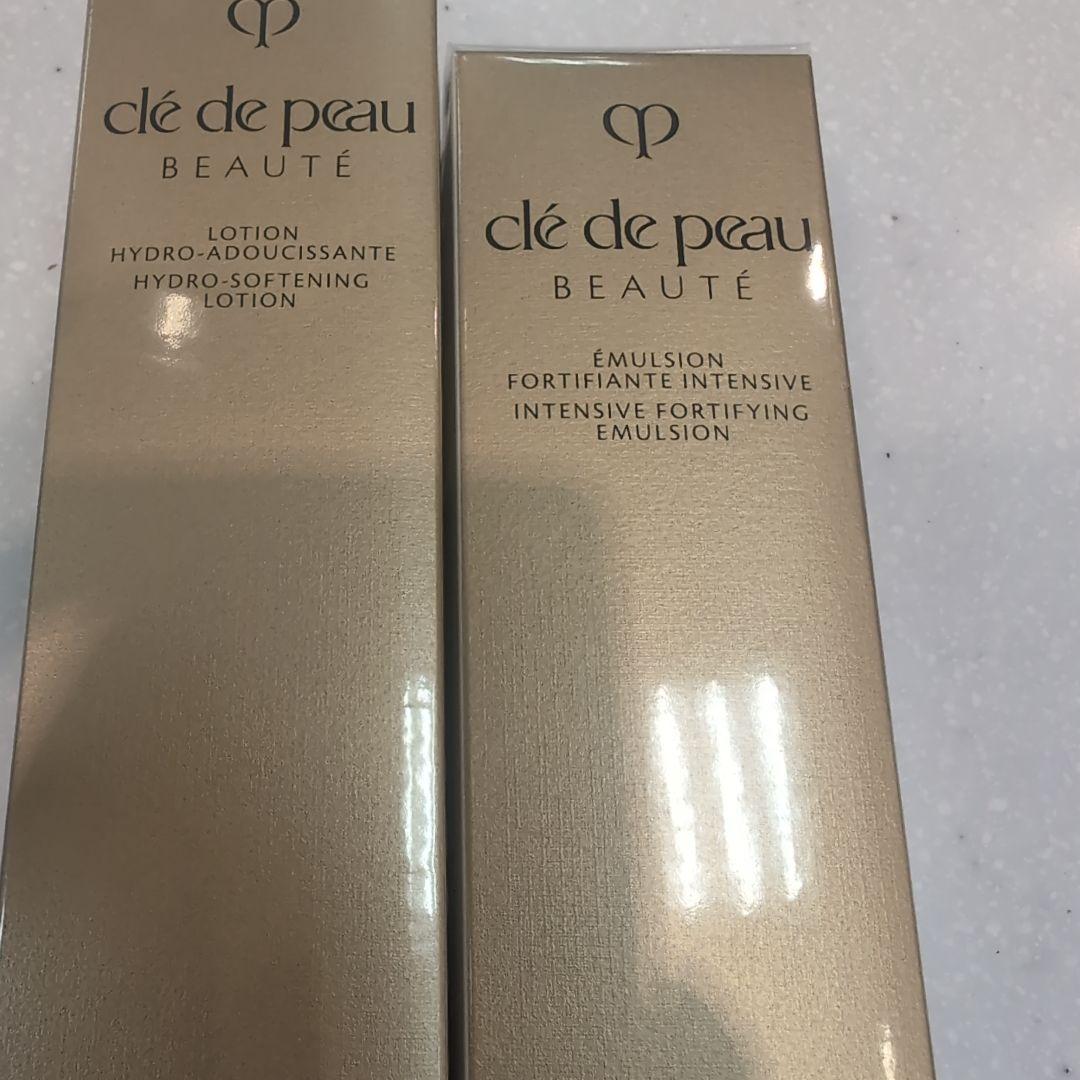 clé de peau
BEAUTÉ
LOTION
HYDRO-ADOUCISSANTE
HYDRO-SOFTENING
LOTION
clé de peau
BEAUTÉ
ÉMULSION
FORTIFIANTE INTENSIVE
INTENSIVE FORTIFYING
EMULSION